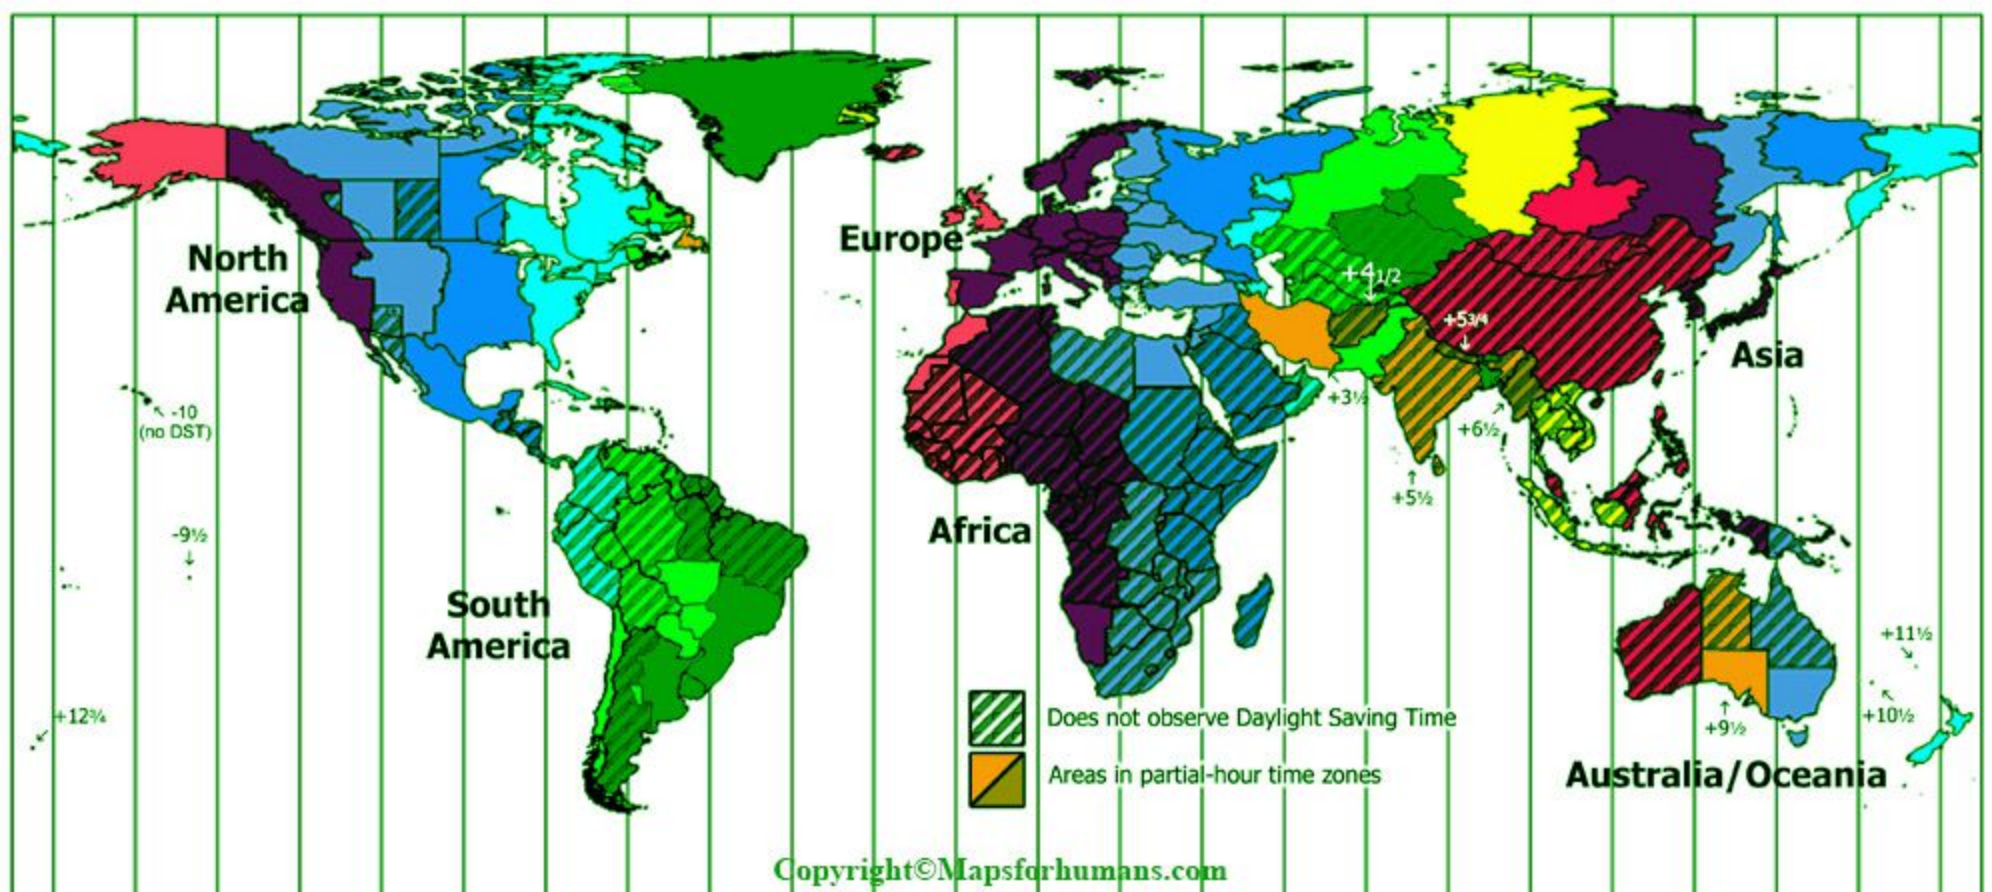 +4 1/2
Europe
North
America
+5 3/4
Asia
+3½
-10
(no DST)
+6½
+5½
Africa
-9½
South
America
+11½
Does not observe Daylight Saving Time
+12¾
+10½
+9½
Areas in partial-hour time zones
Australia/Oceania
Copyright©Mapsforhumans.com